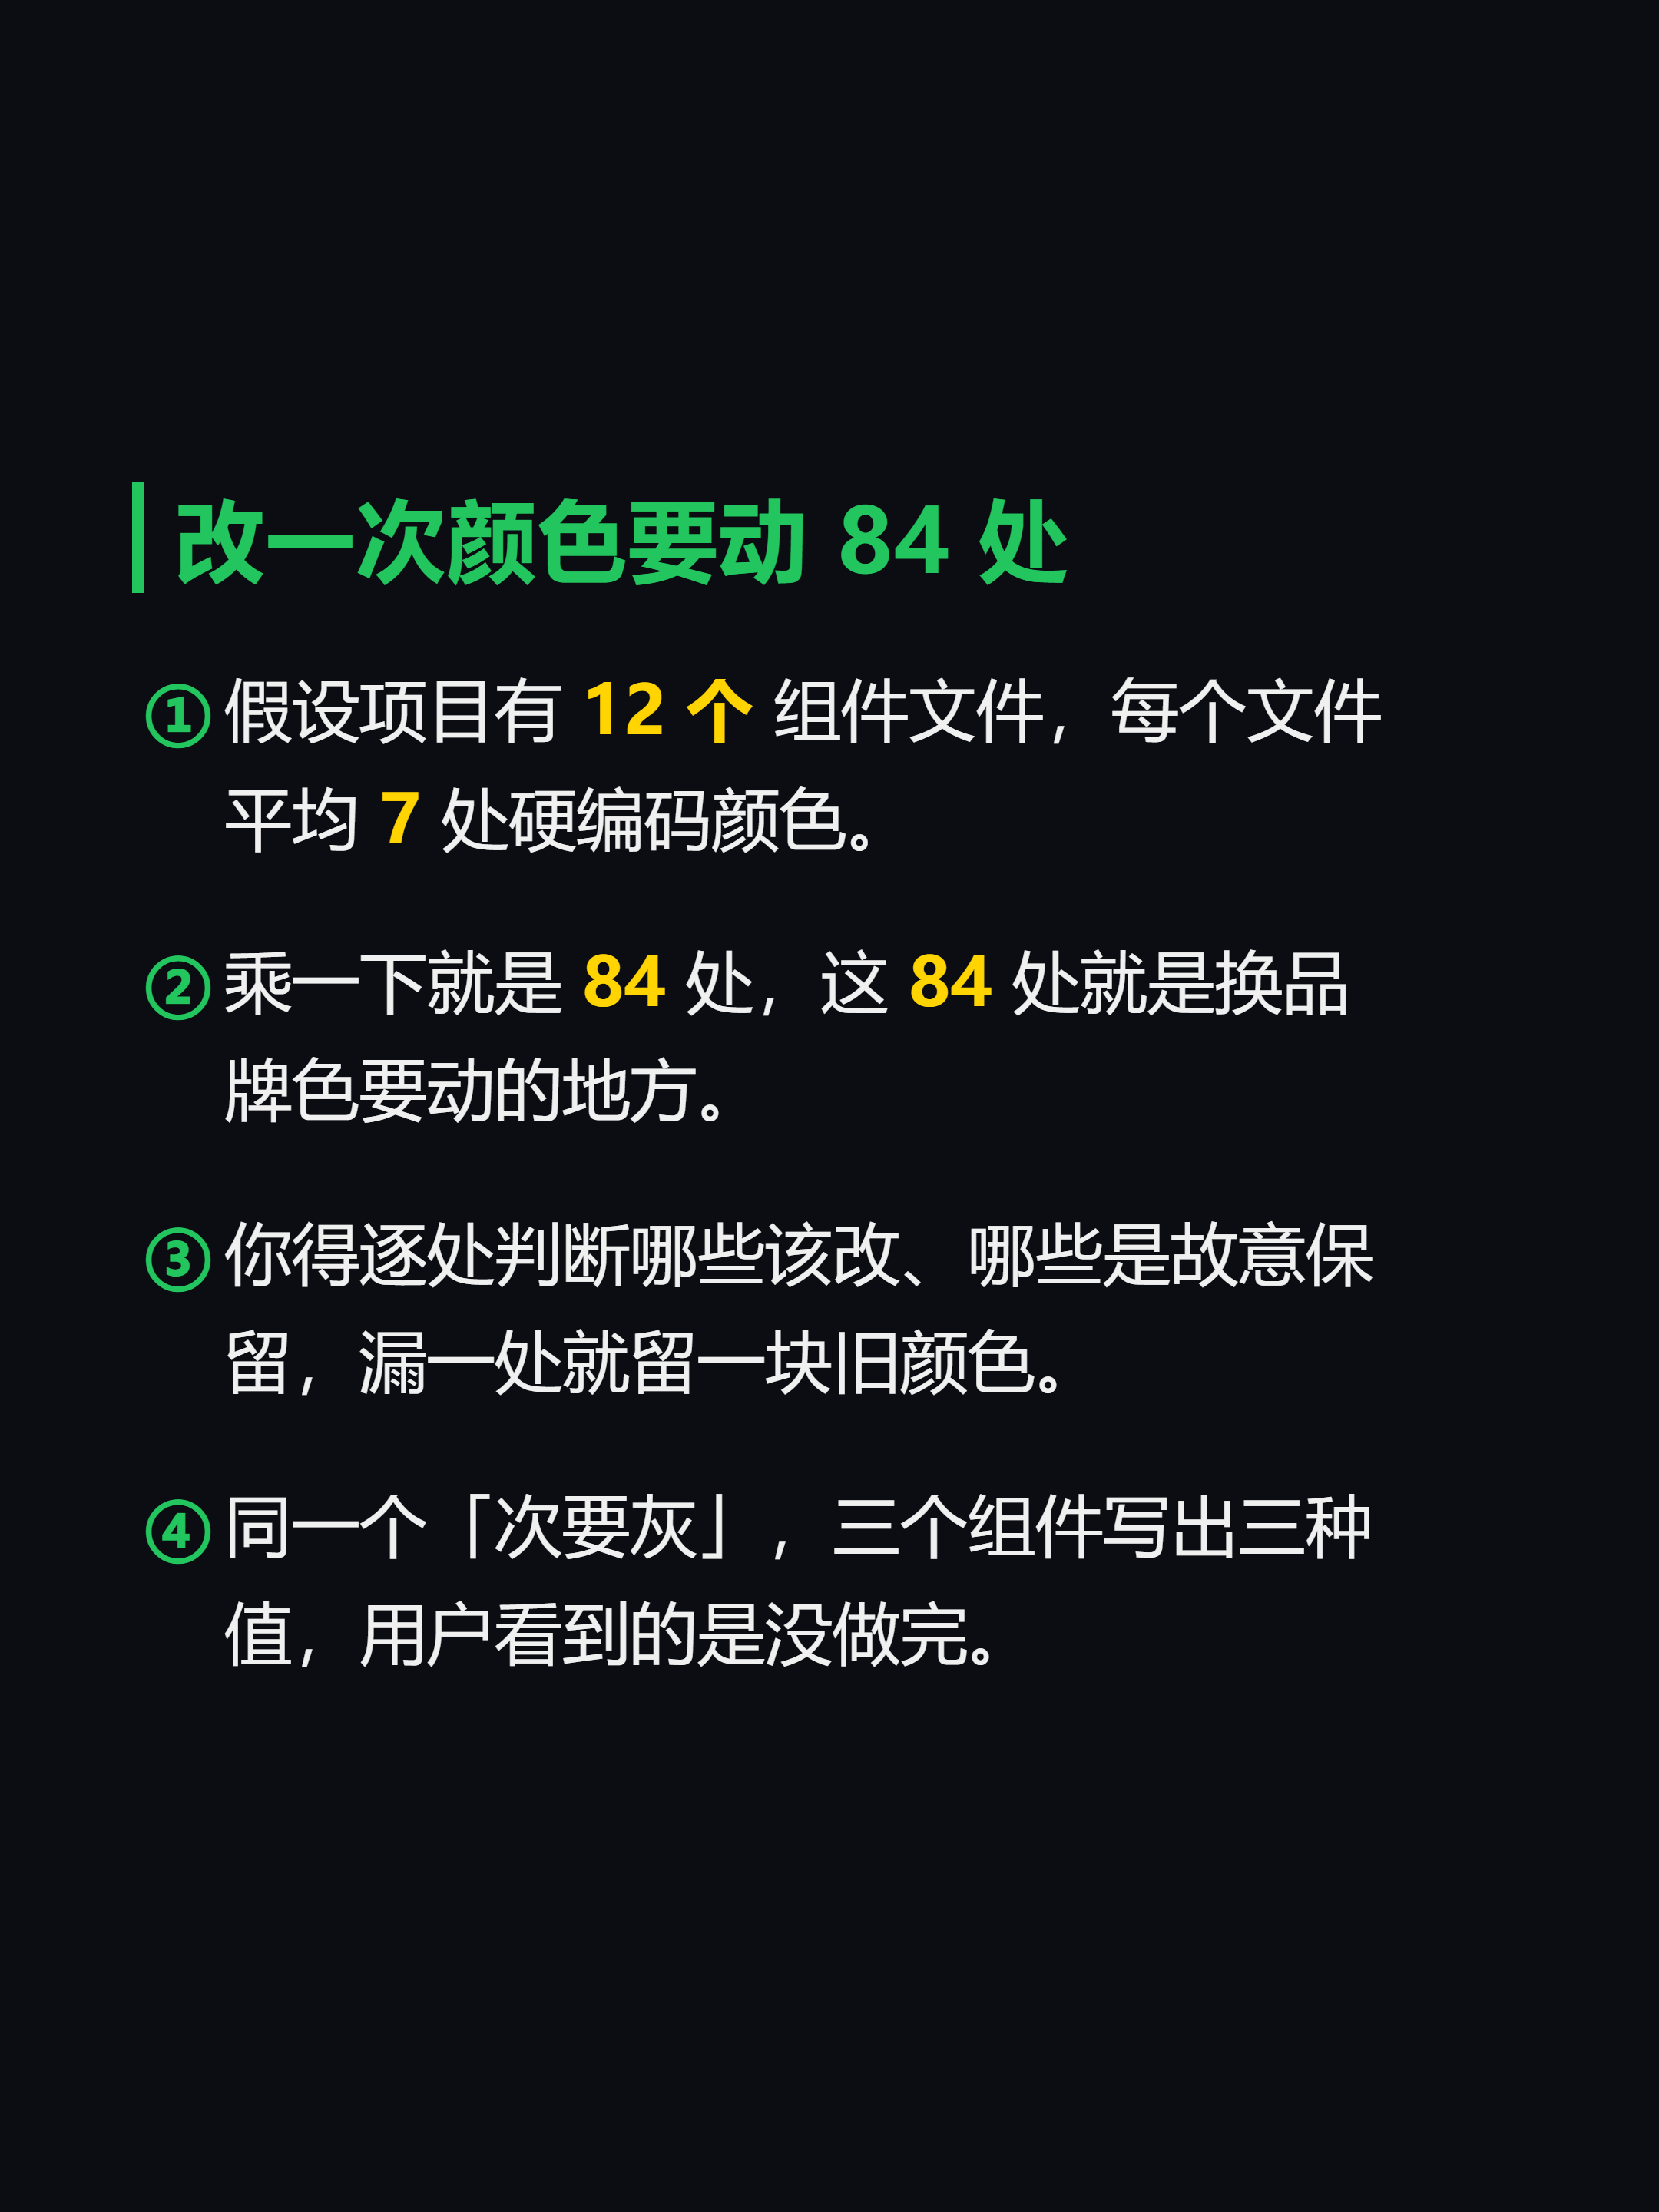 改一次颜色要动 84 处
①假设项目有 12 个 组件文件，每个文件
平均 7 处硬编码颜色。
②乘一下就是 84 处，这 84 处就是换品
牌色要动的地方。
③你得逐处判断哪些该改、哪些是故意保
留，漏一处就留一块旧颜色。
④同一个「次要灰」，三个组件写出三种
值，用户看到的是没做完。